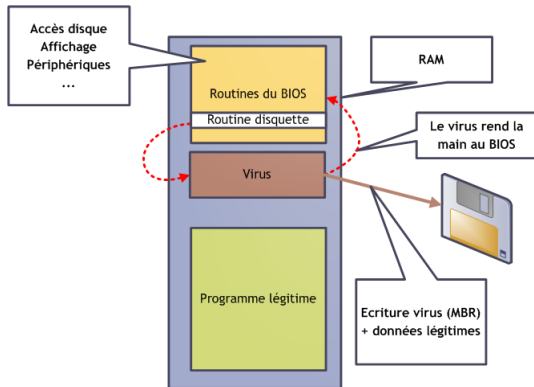 Accès disque
Affichage
Périphériques
...
RAM
Routines du BIOS
Routine disquette
Le virus rend la
main au BIOS
Virus
Programme légitime
Ecriture virus (MBR)
+ données légitimes